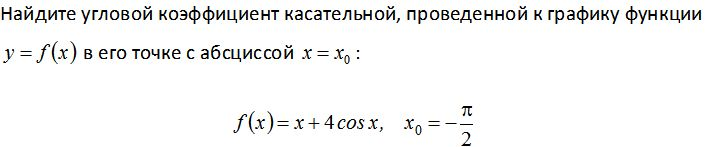 Найдите угловой коэффициент касательной, проведенной к графику функции
y = f(x) в его точке с абсциссой x = x₀ :
f(x) = x + 4 cos x, x₀ = −π/2